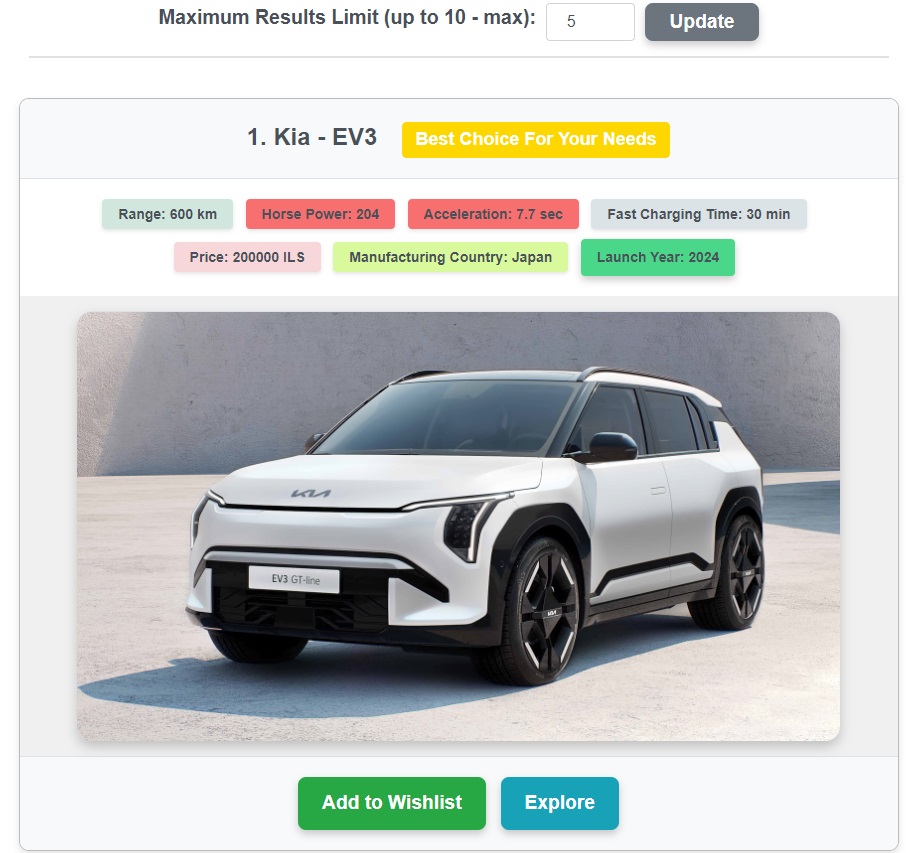 Maximum Results Limit (up to 10 - max): 5 Update
1. Kia - EV3 Best Choice For Your Needs
Range: 600 km Horse Power: 204 Acceleration: 7.7 sec Fast Charging Time: 30 min
Price: 200000 ILS Manufacturing Country: Japan Launch Year: 2024
KIA
EV3 GT-line
Add to Wishlist Explore